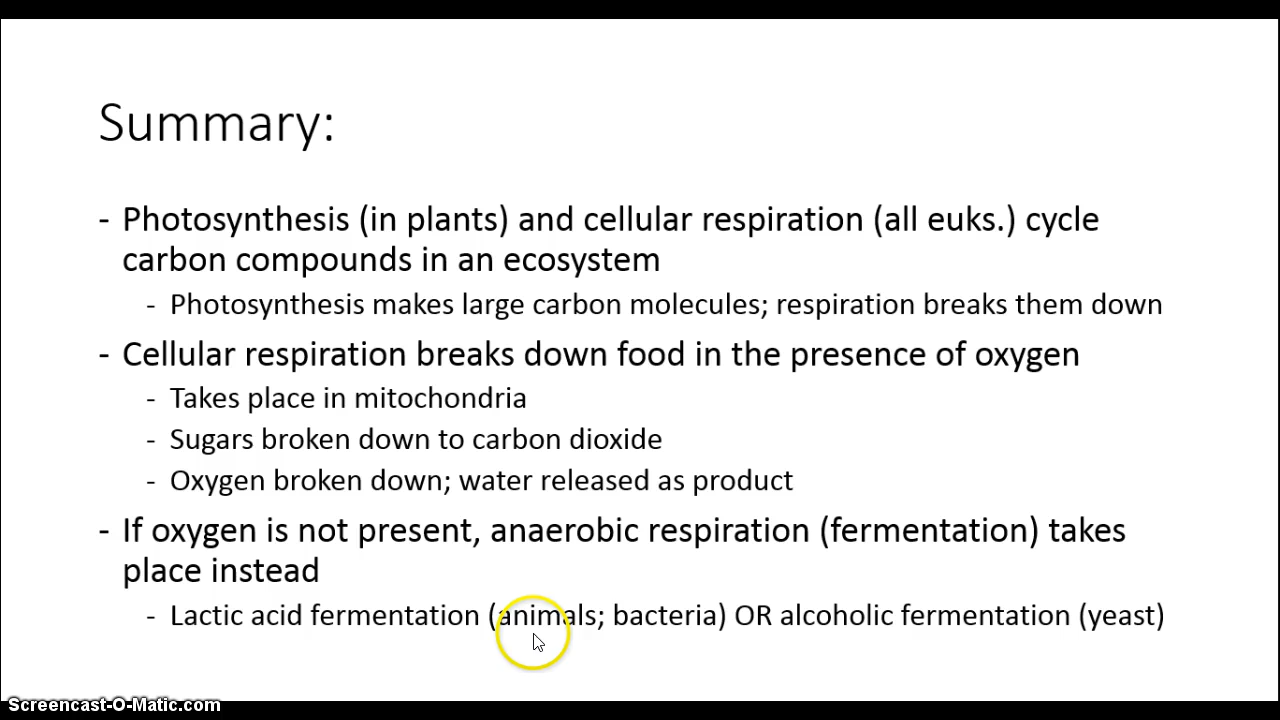 Summary:
- Photosynthesis (in plants) and cellular respiration (all euks.) cycle
carbon compounds in an ecosystem
- Photosynthesis makes large carbon molecules; respiration breaks them down
- Cellular respiration breaks down food in the presence of oxygen
- Takes place in mitochondria
- Sugars broken down to carbon dioxide
- Oxygen broken down; water released as product
- If oxygen is not present, anaerobic respiration (fermentation) takes
place instead
- Lactic acid fermentation (animals; bacteria) OR alcoholic fermentation (yeast)
Screencast-O-Matic.com